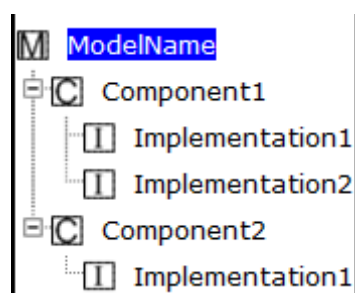 M ModelName
C Component1
I Implementation1
I Implementation2
C Component2
I Implementation1